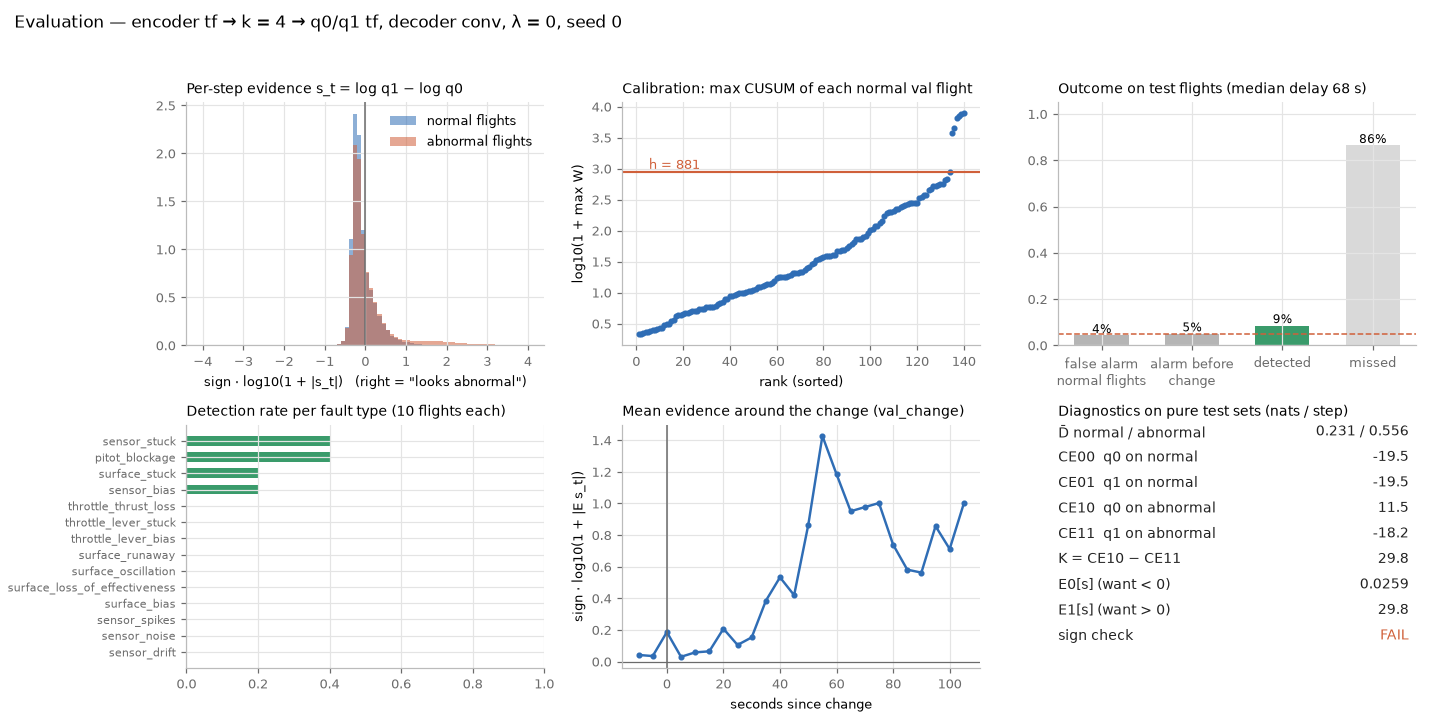 Evaluation — encoder tf → k = 4 → q0/q1 tf, decoder conv, λ = 0, seed 0
Per-step evidence s_t = log q1 − log q0
2.5
2.0
1.5
1.0
0.5
0.0
normal flights
abnormal flights
−4
−3
−2
−1
0
1
2
3
4
sign · log10(1 + |s_t|)   (right = "looks abnormal")
Calibration: max CUSUM of each normal val flight
log10(1 + max W)
4.0
3.5
3.0
2.5
2.0
1.5
1.0
0.5
h = 881
0
20
40
60
80
100
120
140
rank (sorted)
Outcome on test flights (median delay 68 s)
1.0
0.8
0.6
0.4
0.2
0.0
4%
5%
9%
86%
false alarm
normal flights
alarm before
change
detected
missed
Detection rate per fault type (10 flights each)
sensor_stuck
pitot_blockage
surface_stuck
sensor_bias
throttle_thrust_loss
throttle_lever_stuck
throttle_lever_bias
surface_runaway
surface_oscillation
surface_loss_of_effectiveness
surface_bias
sensor_spikes
sensor_noise
sensor_drift
0.0
0.2
0.4
0.6
0.8
1.0
Mean evidence around the change (val_change)
sign · log10(1 + |E s_t|)
1.4
1.2
1.0
0.8
0.6
0.4
0.2
0.0
0
20
40
60
80
100
seconds since change
Diagnostics on pure test sets (nats / step)
D̄ normal / abnormal 0.231 / 0.556
CE00  q0 on normal -19.5
CE01  q1 on normal -19.5
CE10  q0 on abnormal 11.5
CE11  q1 on abnormal -18.2
K = CE10 − CE11 29.8
E0[s] (want < 0) 0.0259
E1[s] (want > 0) 29.8
sign check FAIL